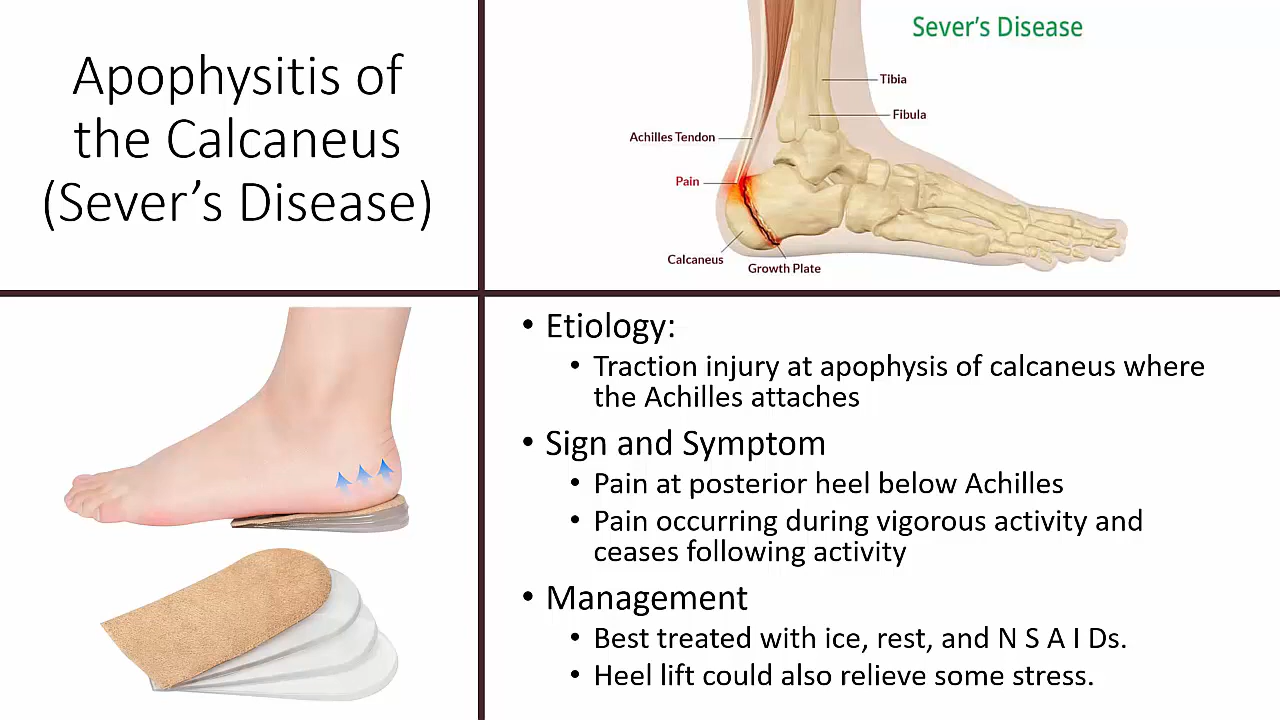 Apophysitis of
the Calcaneus
(Sever's Disease)
Sever's Disease
Tibia
Fibula
Achilles Tendon
Pain
Calcaneus
Growth Plate
• Etiology:
• Traction injury at apophysis of calcaneus where
the Achilles attaches
• Sign and Symptom
• Pain at posterior heel below Achilles
• Pain occurring during vigorous activity and
ceases following activity
• Management
• Best treated with ice, rest, and N S A I Ds.
• Heel lift could also relieve some stress.